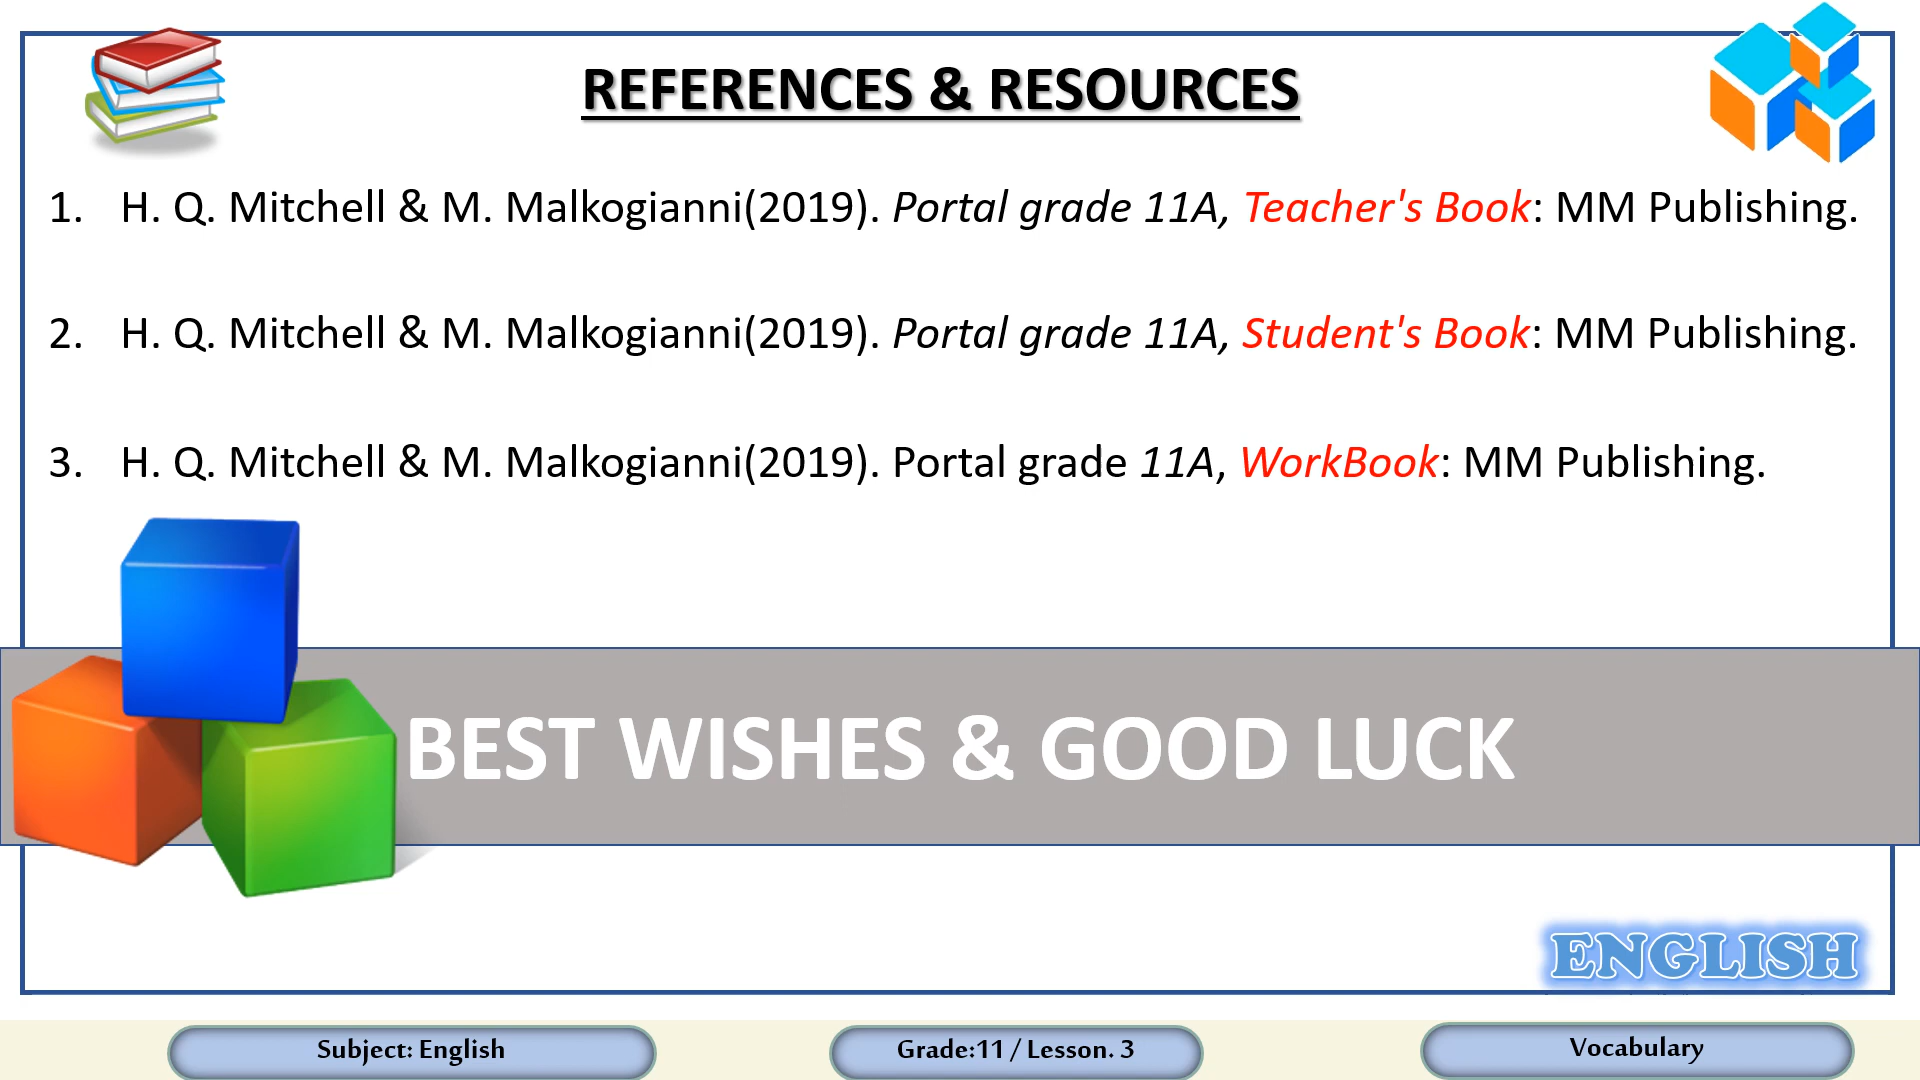 REFERENCES & RESOURCES
1. H. Q. Mitchell & M. Malkogianni(2019). Portal grade 11A, Teacher's Book: MM Publishing.
2. H. Q. Mitchell & M. Malkogianni(2019). Portal grade 11A, Student's Book: MM Publishing.
3. H. Q. Mitchell & M. Malkogianni(2019). Portal grade 11A, WorkBook: MM Publishing.
BEST WISHES & GOOD LUCK
ENGLISH
Subject: English
Grade:11 / Lesson. 3
Vocabulary